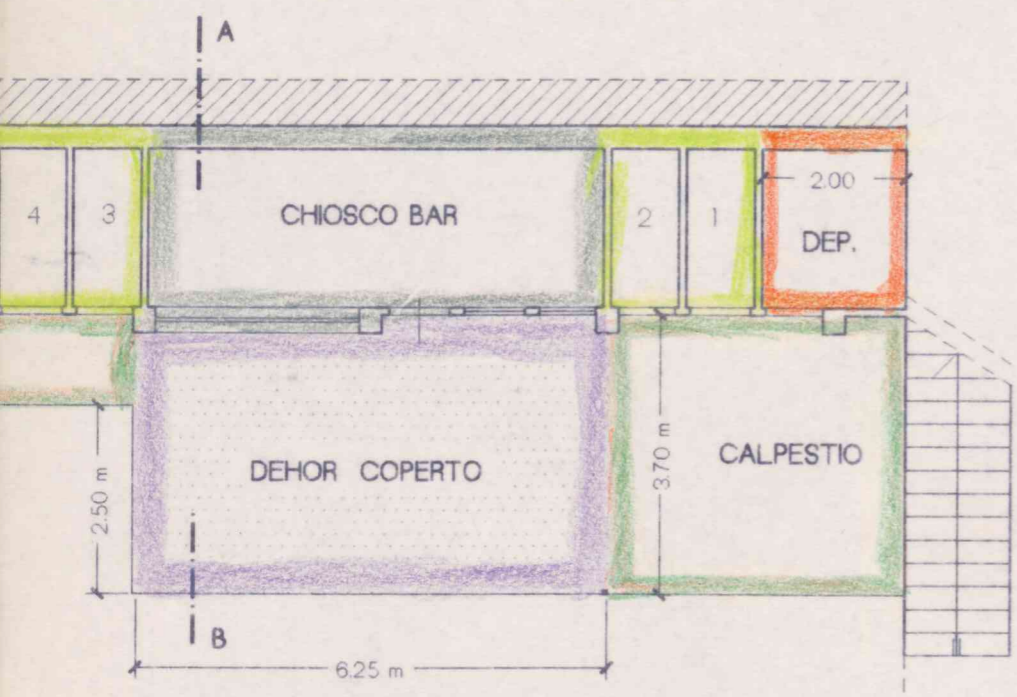 A
4
3
CHIOSCO BAR
2
1
2.00
DEP.
2.50 m
DEHOR COPERTO
3.70 m
CALPESTIO
B
6.25 m